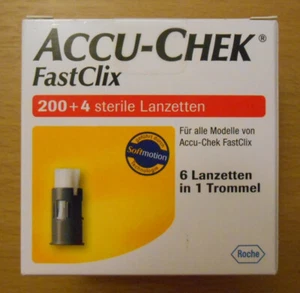 ACCU-CHEK®
FastClix
200+4 sterile Lanzetten
Für alle Modelle von
Accu-Chek FastClix
Softmotion
6 Lanzetten
in 1 Trommel
Roche